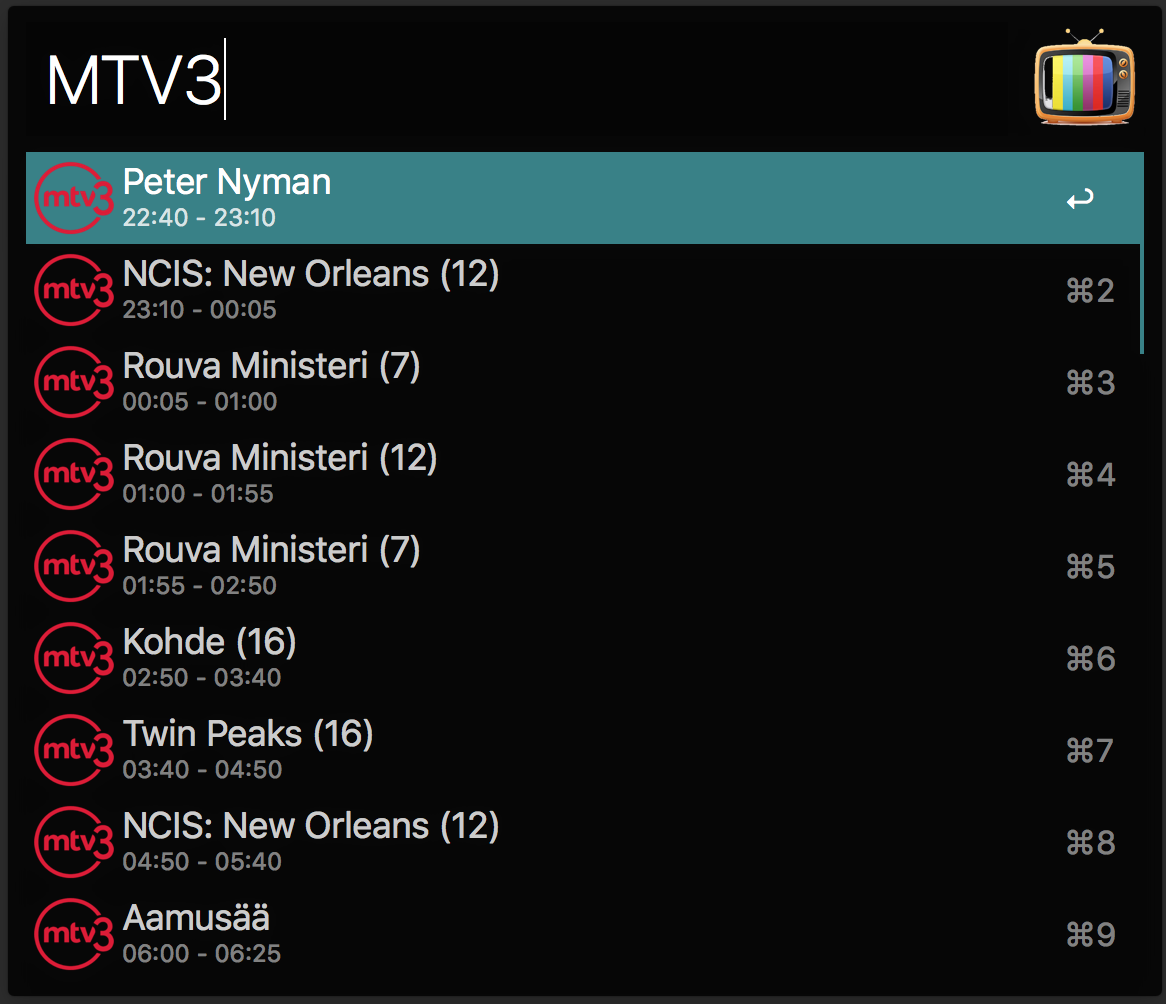 MTV3
mtv3
Peter Nyman
22:40 - 23:10
mtv3
NCIS: New Orleans (12)
23:10 - 00:05
⌘2
mtv3
Rouva Ministeri (7)
00:05 - 01:00
⌘3
mtv3
Rouva Ministeri (12)
01:00 - 01:55
⌘4
mtv3
Rouva Ministeri (7)
01:55 - 02:50
⌘5
mtv3
Kohde (16)
02:50 - 03:40
⌘6
mtv3
Twin Peaks (16)
03:40 - 04:50
⌘7
mtv3
NCIS: New Orleans (12)
04:50 - 05:40
⌘8
mtv3
Aamusää
06:00 - 06:25
⌘9